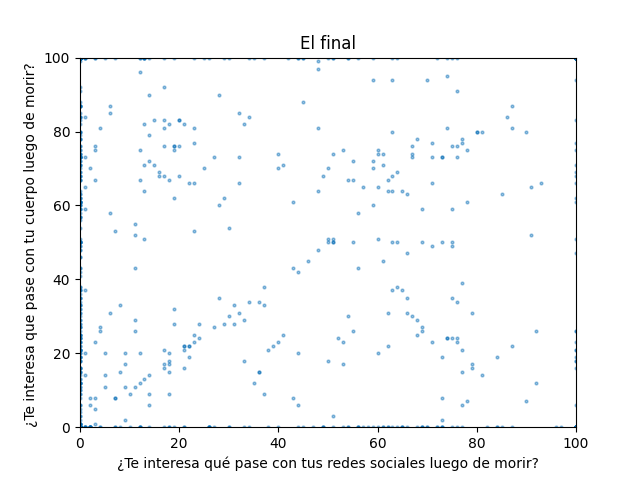 El final
¿Te interesa que pase con tu cuerpo luego de morir?
100
80
60
40
20
0
0 20 40 60 80 100
¿Te interesa qué pase con tus redes sociales luego de morir?